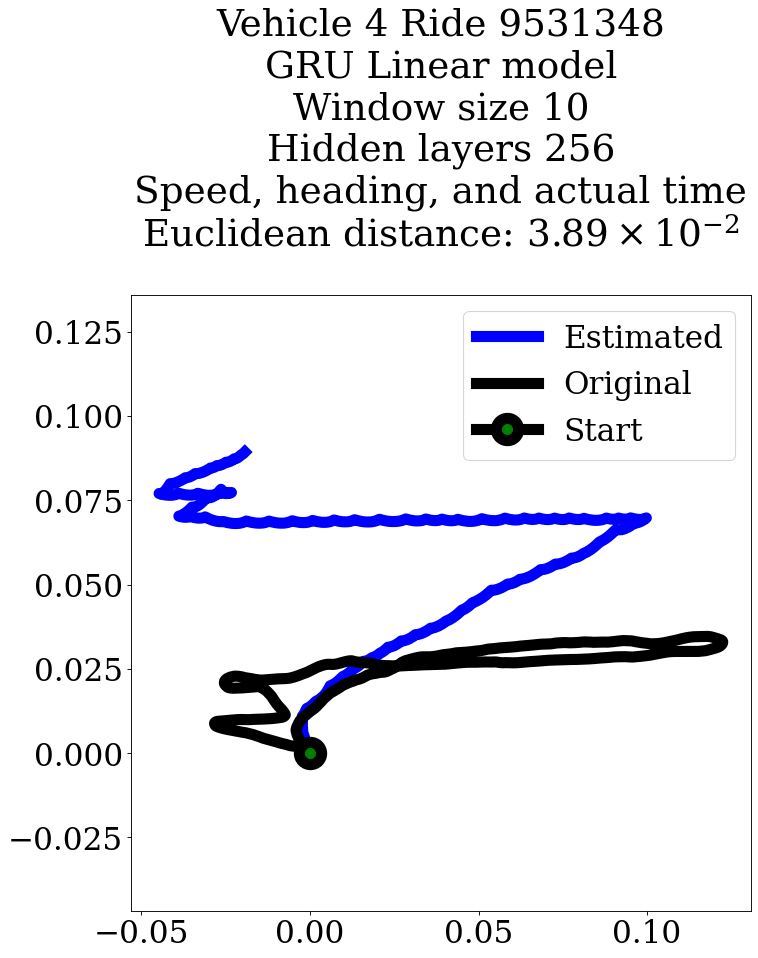 Vehicle 4 Ride 9531348
GRU Linear model
Window size 10
Hidden layers 256
Speed, heading, and actual time
Euclidean distance: 3.89 × 10⁻²
Estimated
Original
Start
0.125
0.100
0.075
0.050
0.025
0.000
−0.025
−0.05
0.00
0.05
0.10